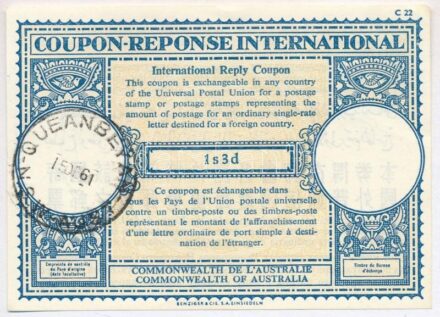 C 22
COUPON-REPONSE INTERNATIONAL
International Reply Coupon
This coupon is exchangeable in any country
of the Universal Postal Union for a postage
stamp or postage stamps representing the
amount of postage for an ordinary single-rate
letter destined for a foreign country.
QUEANBEYAN
61
1s3d
Ce coupon est échangeable dans
tous les Pays de l'Union postale universelle
contre un timbre-poste ou des timbres-poste
représentant le montant de l'affranchissement
d'une lettre ordinaire de port simple à desti-
nation de l'étranger.
Empreinte de contrôle
du Pays d'origine
(date facultative)
COMMONWEALTH DE L'AUSTRALIE
COMMONWEALTH OF AUSTRALIA
Timbre du Bureau
d'échange
BENZIGER & CIE. S.A. EINSIEDELN